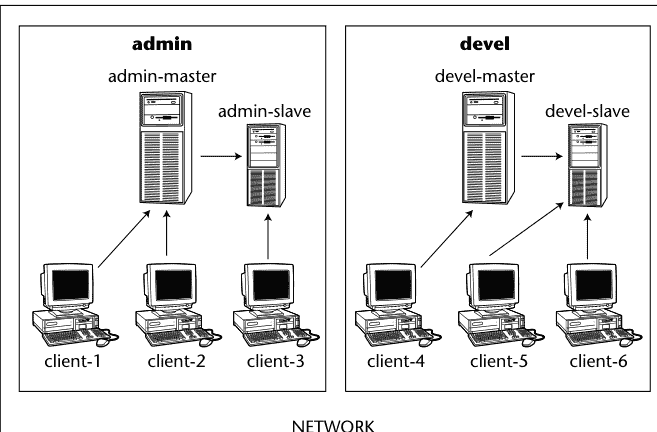 admin
admin-master
admin-slave
client-1
client-2
client-3
devel
devel-master
devel-slave
client-4
client-5
client-6
NETWORK